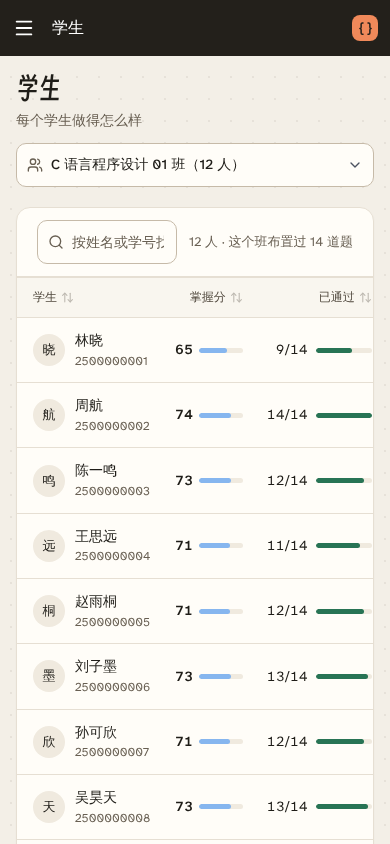 学生
{ }
学生
每个学生做得怎么样
C 语言程序设计 01 班（12 人）
按姓名或学号找
12 人 · 这个班布置过 14 道题
学生 掌握分 已通过
晓 林晓 65 9/14
2500000001
航 周航 74 14/14
2500000002
鸣 陈一鸣 73 12/14
2500000003
远 王思远 71 11/14
2500000004
桐 赵雨桐 71 12/14
2500000005
墨 刘子墨 73 13/14
2500000006
欣 孙可欣 71 12/14
2500000007
天 吴昊天 73 13/14
2500000008